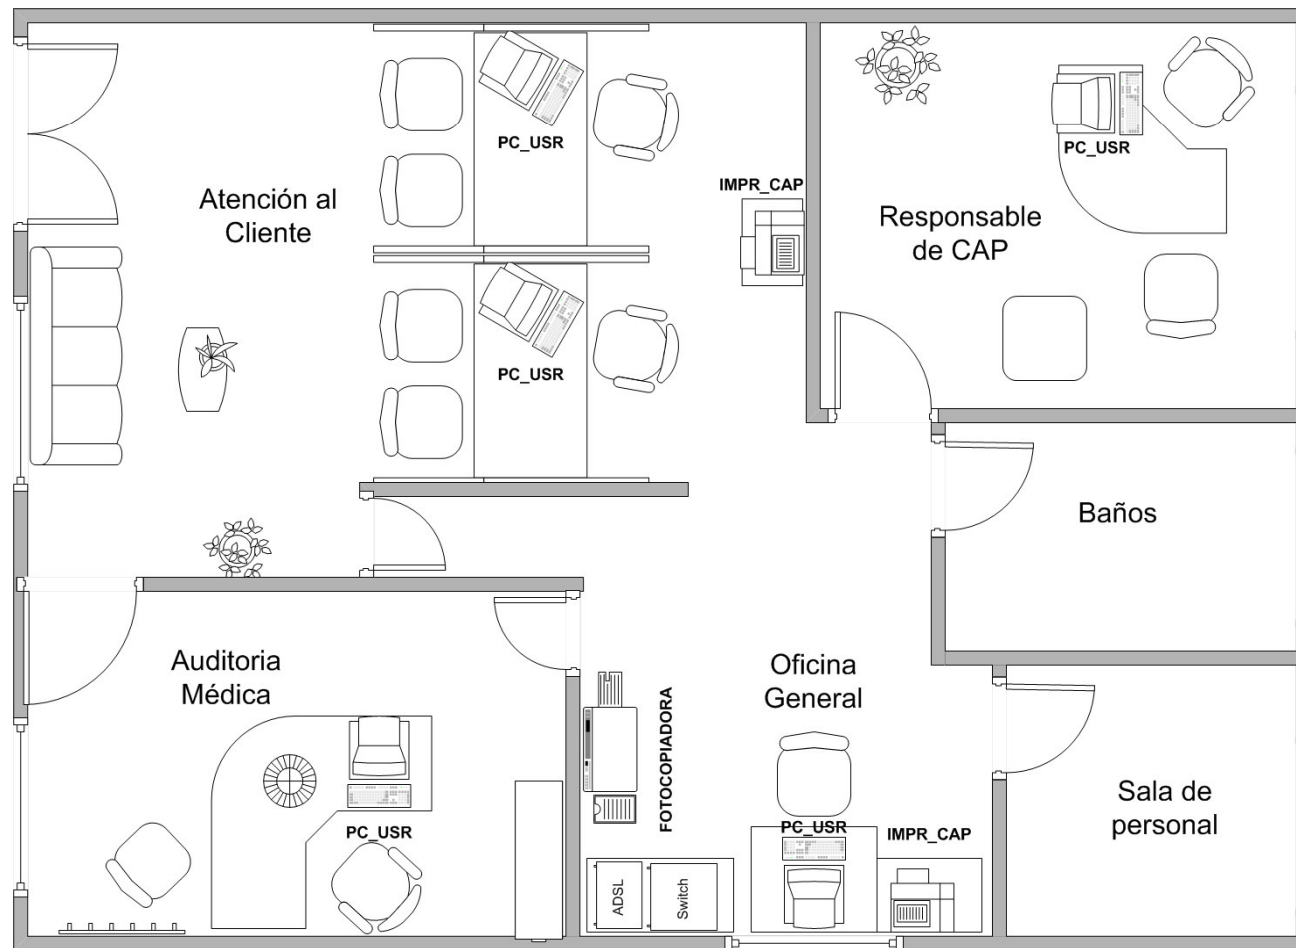 PC_USR
PC_USR
Atención al
Cliente
IMPR_CAP
Responsable
de CAP
PC_USR
Baños
Auditoria
Médica
Oficina
General
FOTOCOPIADORA
Sala de
personal
PC_USR
PC_USR
IMPR_CAP
ADSL
Switch